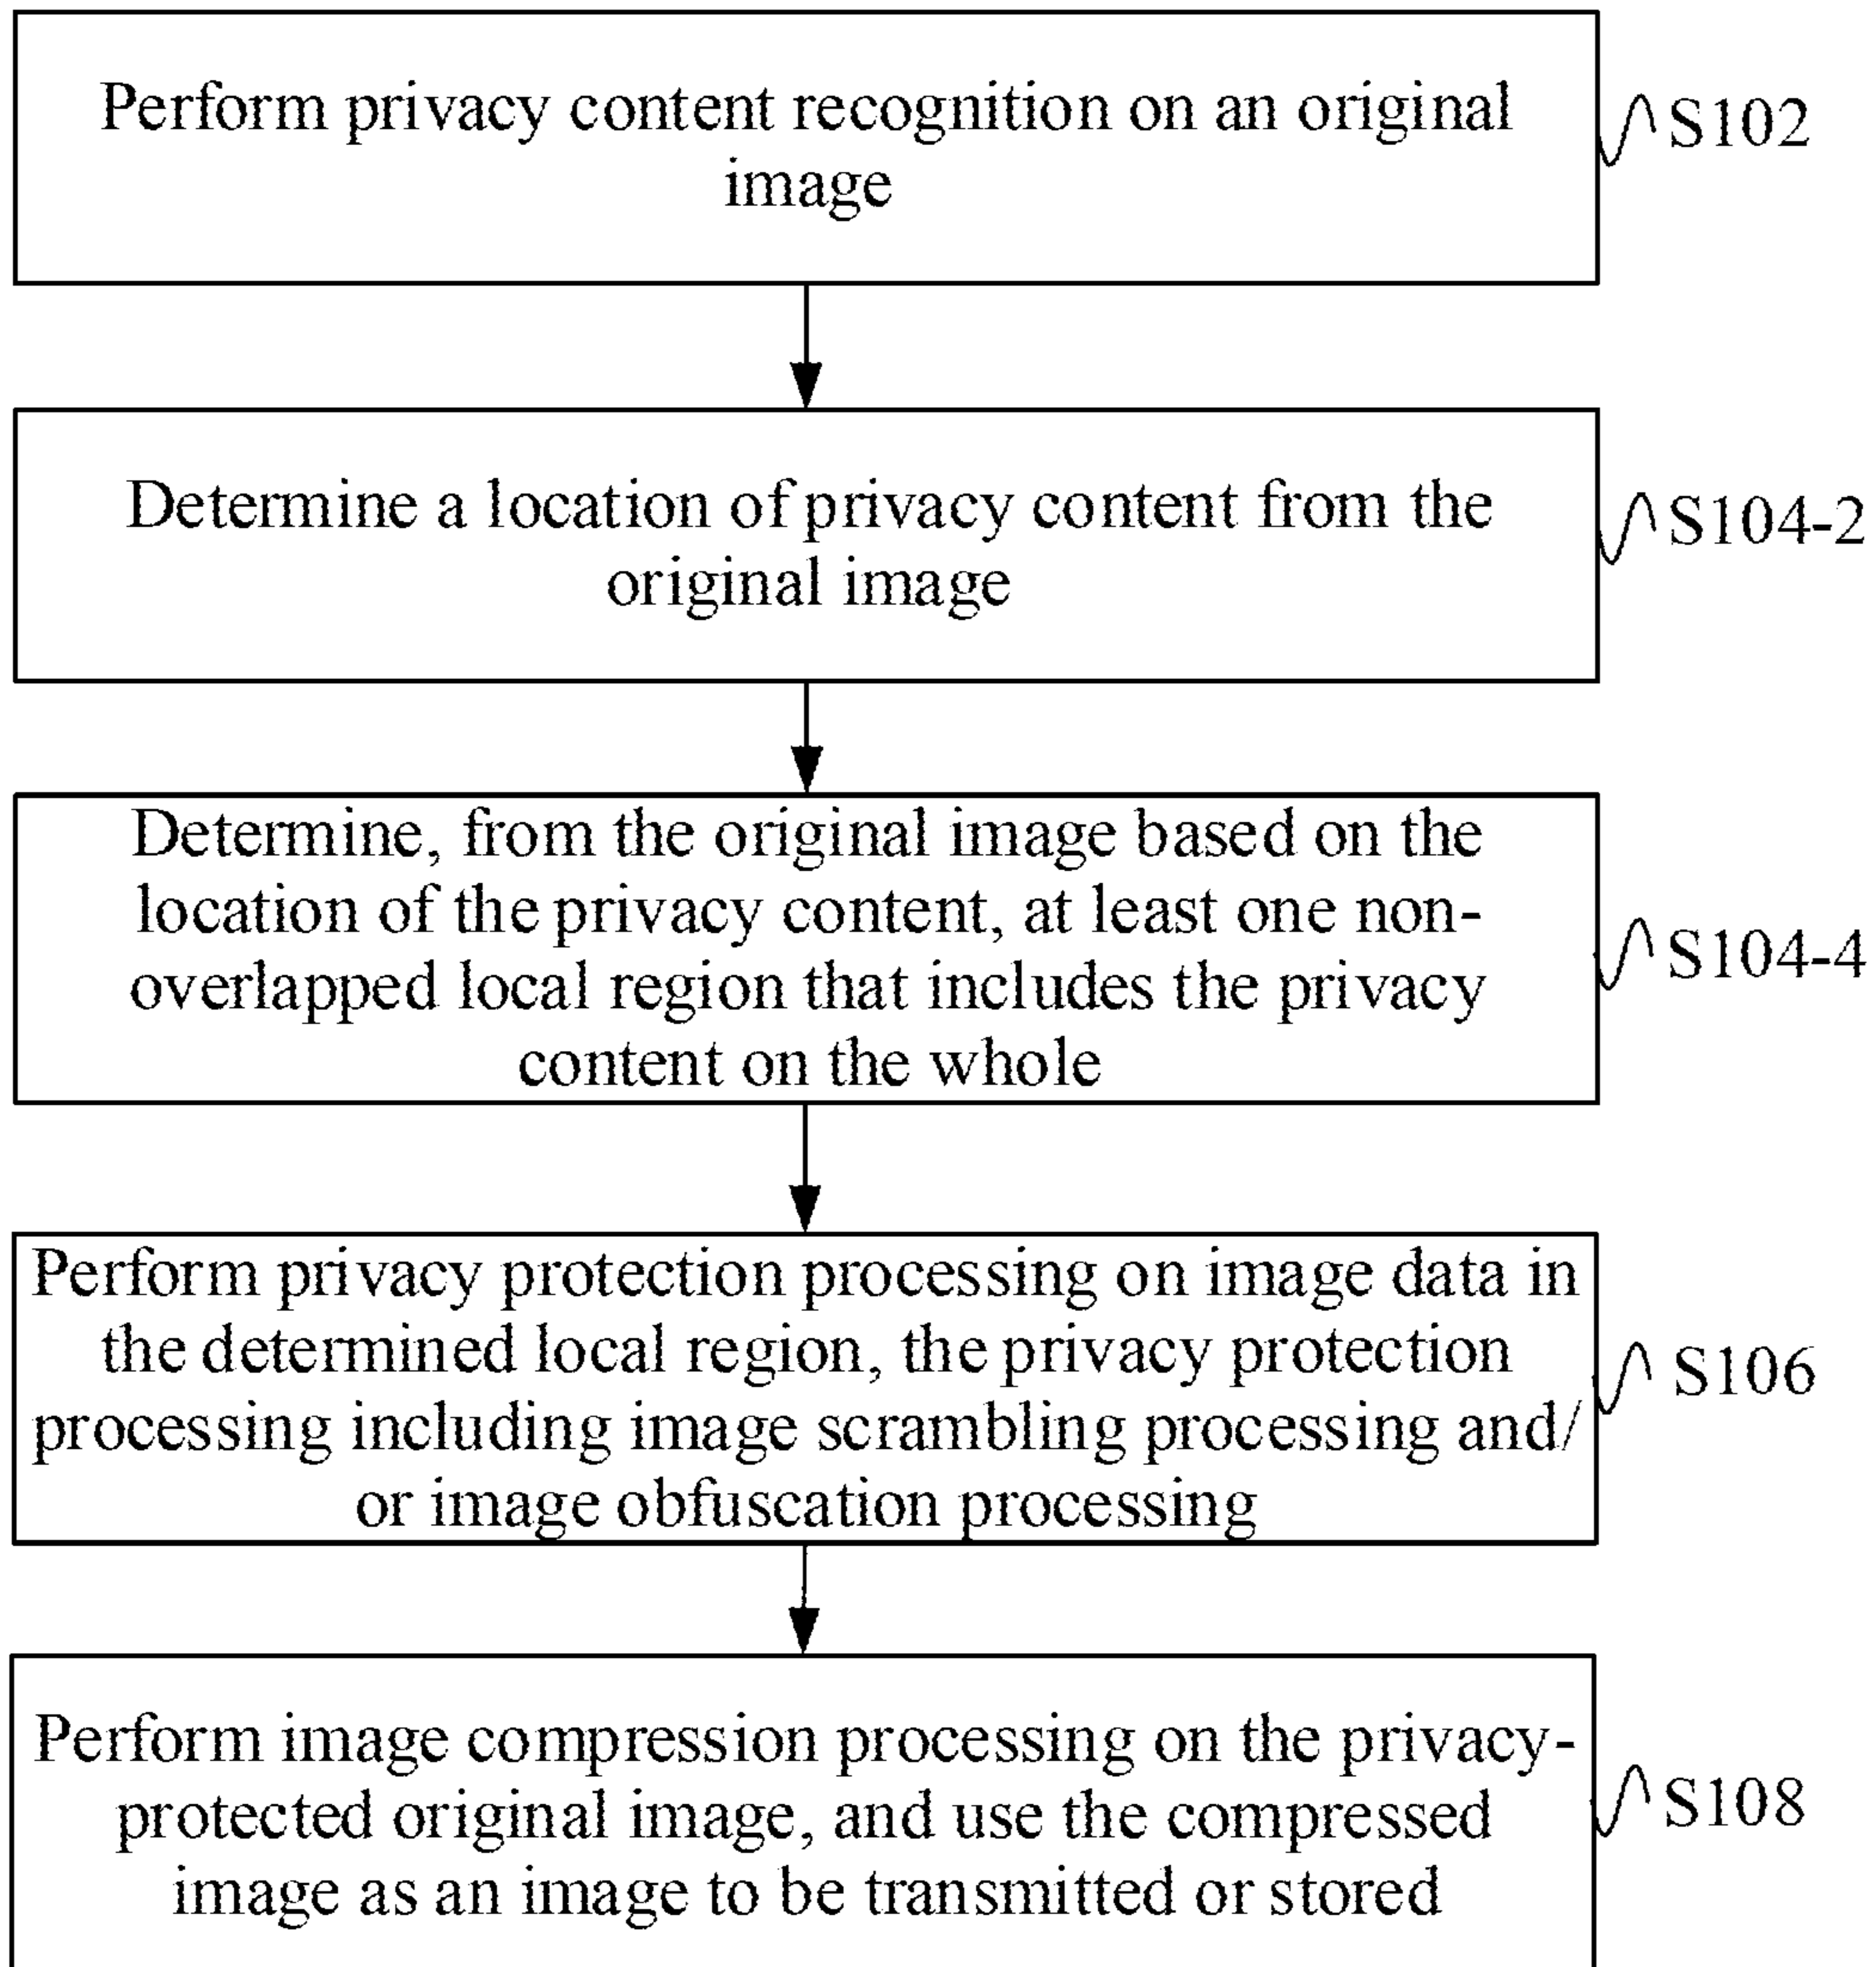 Perform privacy content recognition on an original
image
S102
Determine a location of privacy content from the
original image
S104-2
Determine, from the original image based on the
location of the privacy content, at least one non-
overlapped local region that includes the privacy
content on the whole
S104-4
Perform privacy protection processing on image data in
the determined local region, the privacy protection
processing including image scrambling processing and/
or image obfuscation processing
S106
Perform image compression processing on the privacy-
protected original image, and use the compressed
image as an image to be transmitted or stored
S108